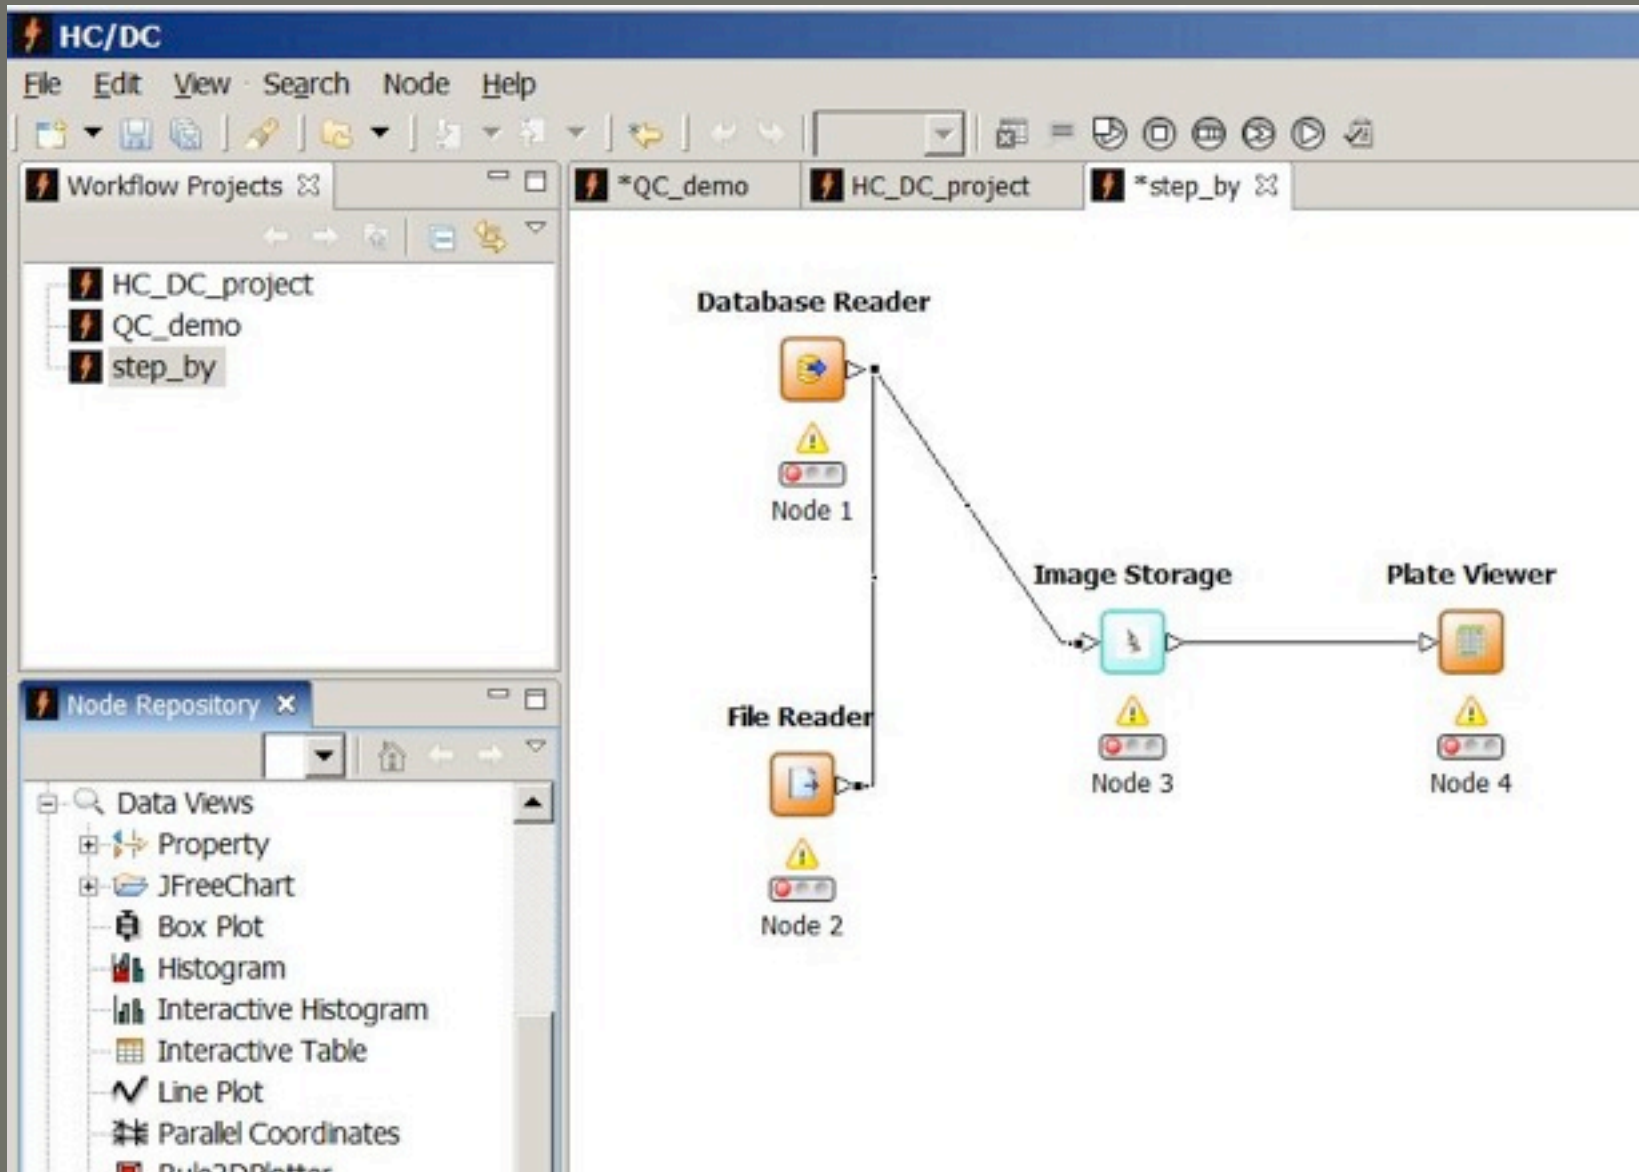 HC/DC
File Edit View Search Node Help
Workflow Projects
*QC_demo HC_DC_project *step_by
HC_DC_project
QC_demo
step_by
Database Reader
Node 1
Image Storage
Plate Viewer
Node 3
Node 4
File Reader
Node 2
Node Repository
Data Views
Property
JFreeChart
Box Plot
Histogram
Interactive Histogram
Interactive Table
Line Plot
Parallel Coordinates